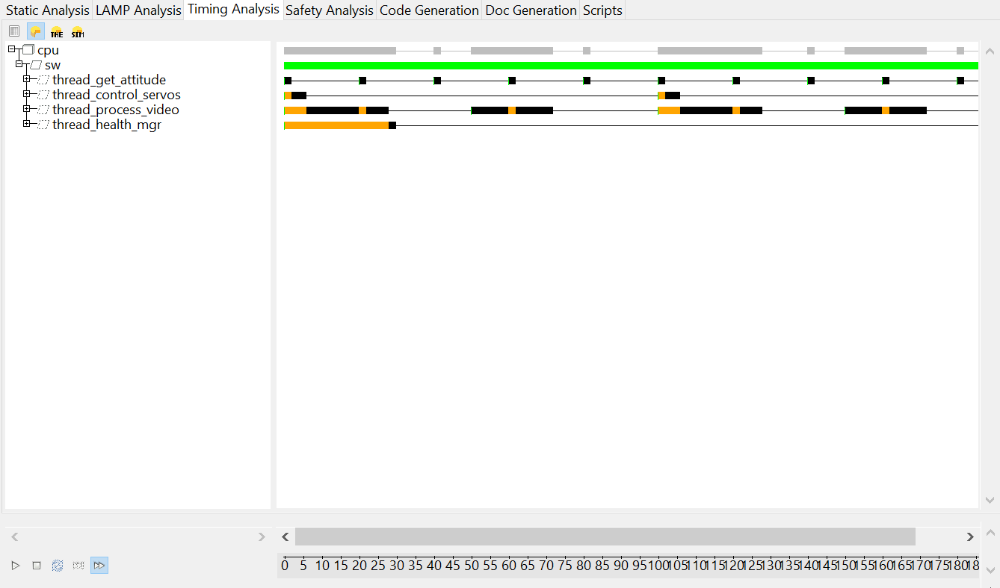 Static Analysis LAMP Analysis Timing Analysis Safety Analysis Code Generation Doc Generation Scripts
THE SIM
cpu
sw
thread_get_attitude
thread_control_servos
thread_process_video
thread_health_mgr
0 5 10 15 20 25 30 35 40 45 50 55 60 65 70 75 80 85 90 95 100 105 110 115 120 125 130 135 140 145 150 155 160 165 170 175 180 18